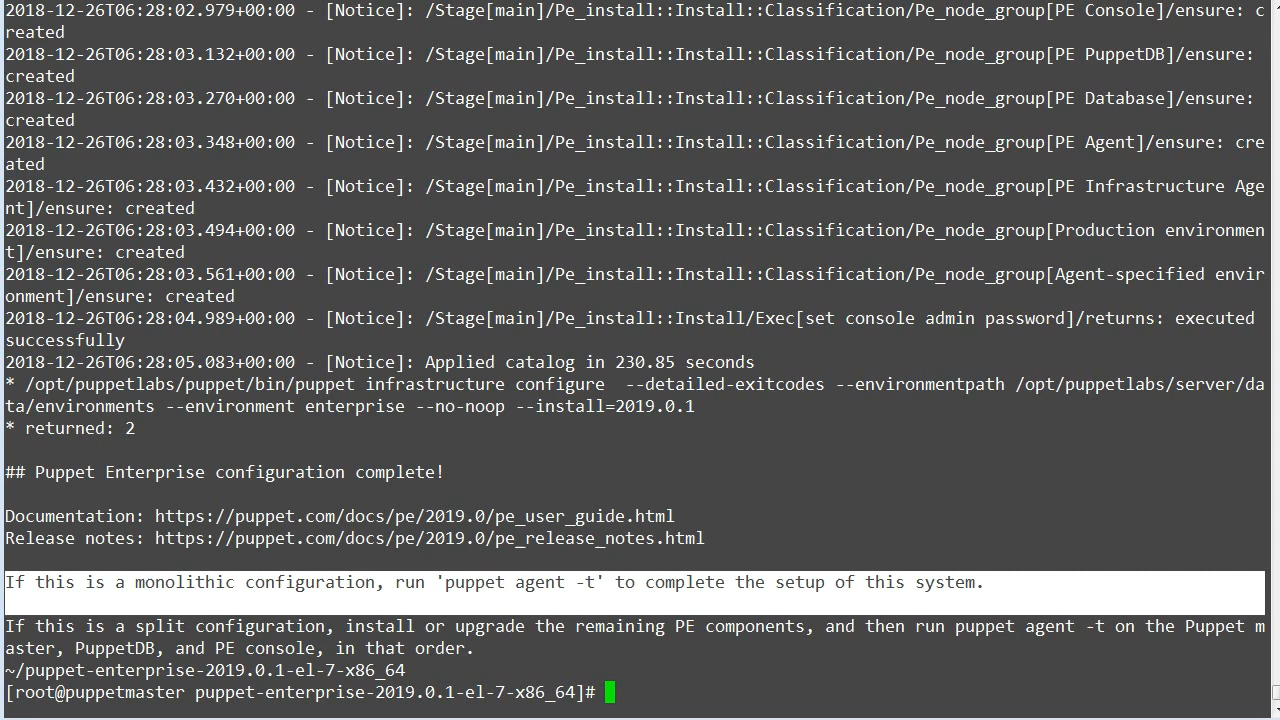 2018-12-26T06:28:02.979+00:00 - [Notice]: /Stage[main]/Pe_install::Install::Classification/Pe_node_group[PE Console]/ensure: c
reated
2018-12-26T06:28:03.132+00:00 - [Notice]: /Stage[main]/Pe_install::Install::Classification/Pe_node_group[PE PuppetDB]/ensure:
created
2018-12-26T06:28:03.270+00:00 - [Notice]: /Stage[main]/Pe_install::Install::Classification/Pe_node_group[PE Database]/ensure:
created
2018-12-26T06:28:03.348+00:00 - [Notice]: /Stage[main]/Pe_install::Install::Classification/Pe_node_group[PE Agent]/ensure: cre
ated
2018-12-26T06:28:03.432+00:00 - [Notice]: /Stage[main]/Pe_install::Install::Classification/Pe_node_group[PE Infrastructure Age
nt]/ensure: created
2018-12-26T06:28:03.494+00:00 - [Notice]: /Stage[main]/Pe_install::Install::Classification/Pe_node_group[Production environmen
t]/ensure: created
2018-12-26T06:28:03.561+00:00 - [Notice]: /Stage[main]/Pe_install::Install::Classification/Pe_node_group[Agent-specified envir
onment]/ensure: created
2018-12-26T06:28:04.989+00:00 - [Notice]: /Stage[main]/Pe_install::Install/Exec[set console admin password]/returns: executed
successfully
2018-12-26T06:28:05.083+00:00 - [Notice]: Applied catalog in 230.85 seconds
* /opt/puppetlabs/puppet/bin/puppet infrastructure configure  --detailed-exitcodes --environmentpath /opt/puppetlabs/server/da
ta/environments --environment enterprise --no-noop --install=2019.0.1
* returned: 2
## Puppet Enterprise configuration complete!
Documentation: https://puppet.com/docs/pe/2019.0/pe_user_guide.html
Release notes: https://puppet.com/docs/pe/2019.0/pe_release_notes.html
If this is a monolithic configuration, run 'puppet agent -t' to complete the setup of this system.
If this is a split configuration, install or upgrade the remaining PE components, and then run puppet agent -t on the Puppet m
aster, PuppetDB, and PE console, in that order.
~/puppet-enterprise-2019.0.1-el-7-x86_64
[root@puppetmaster puppet-enterprise-2019.0.1-el-7-x86_64]#